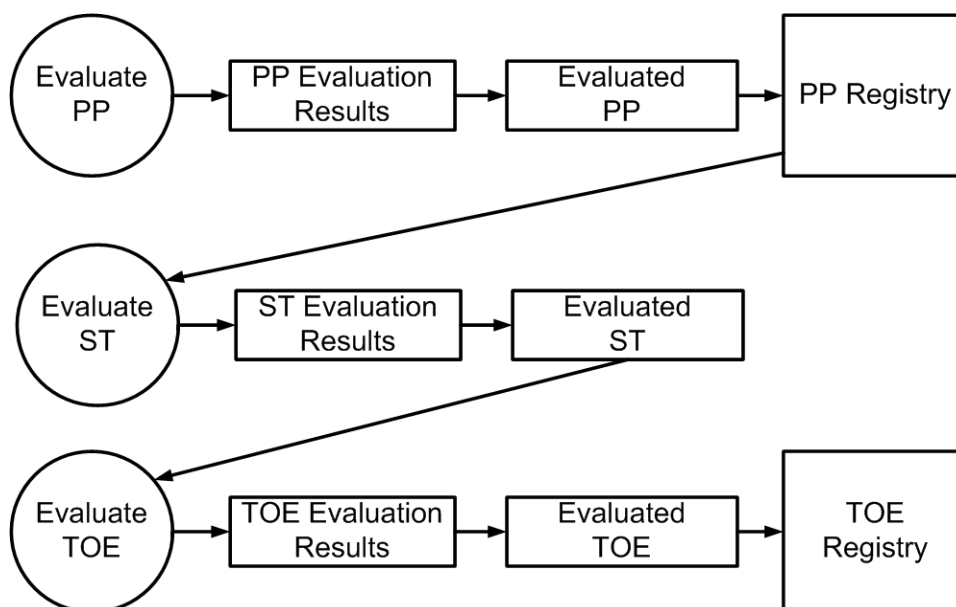 Evaluate
PP
PP Evaluation
Results
Evaluated
PP
PP Registry
Evaluate
ST
ST Evaluation
Results
Evaluated
ST
Evaluate
TOE
TOE Evaluation
Results
Evaluated
TOE
TOE
Registry